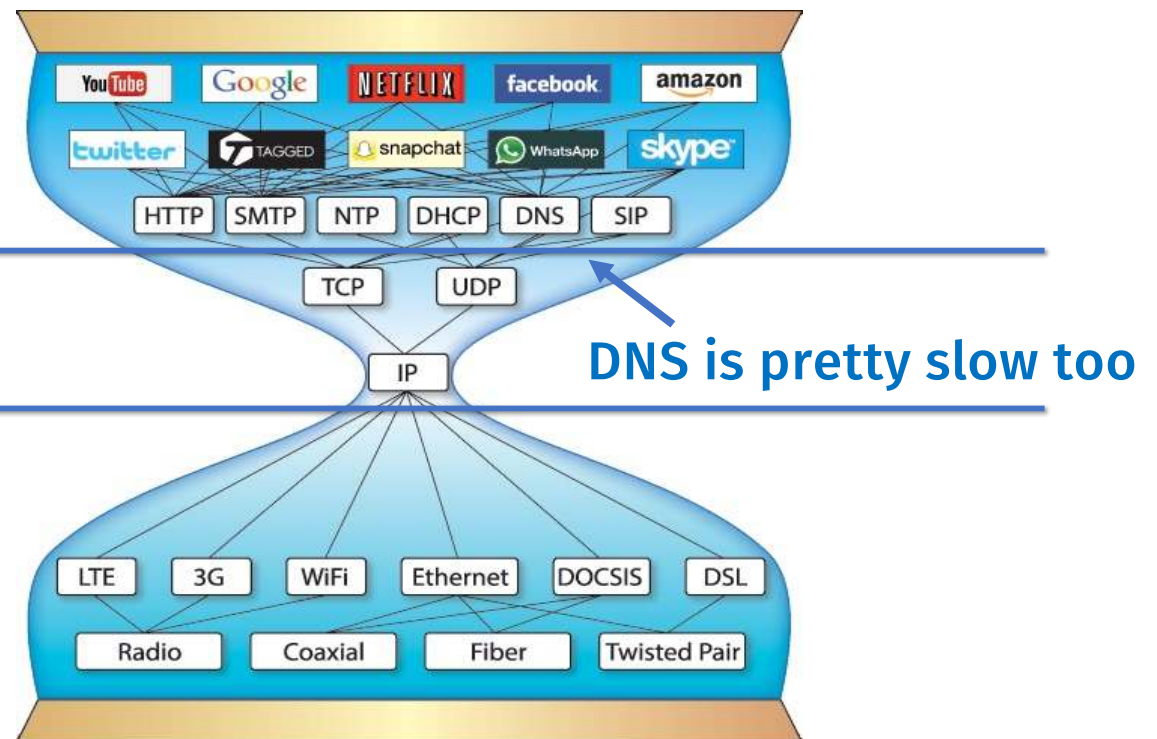 YouTube Google NETFLIX facebook amazon
twitter TAGGED snapchat WhatsApp skype
HTTP SMTP NTP DHCP DNS SIP
TCP UDP
IP
DNS is pretty slow too
LTE 3G WiFi Ethernet DOCSIS DSL
Radio Coaxial Fiber Twisted Pair